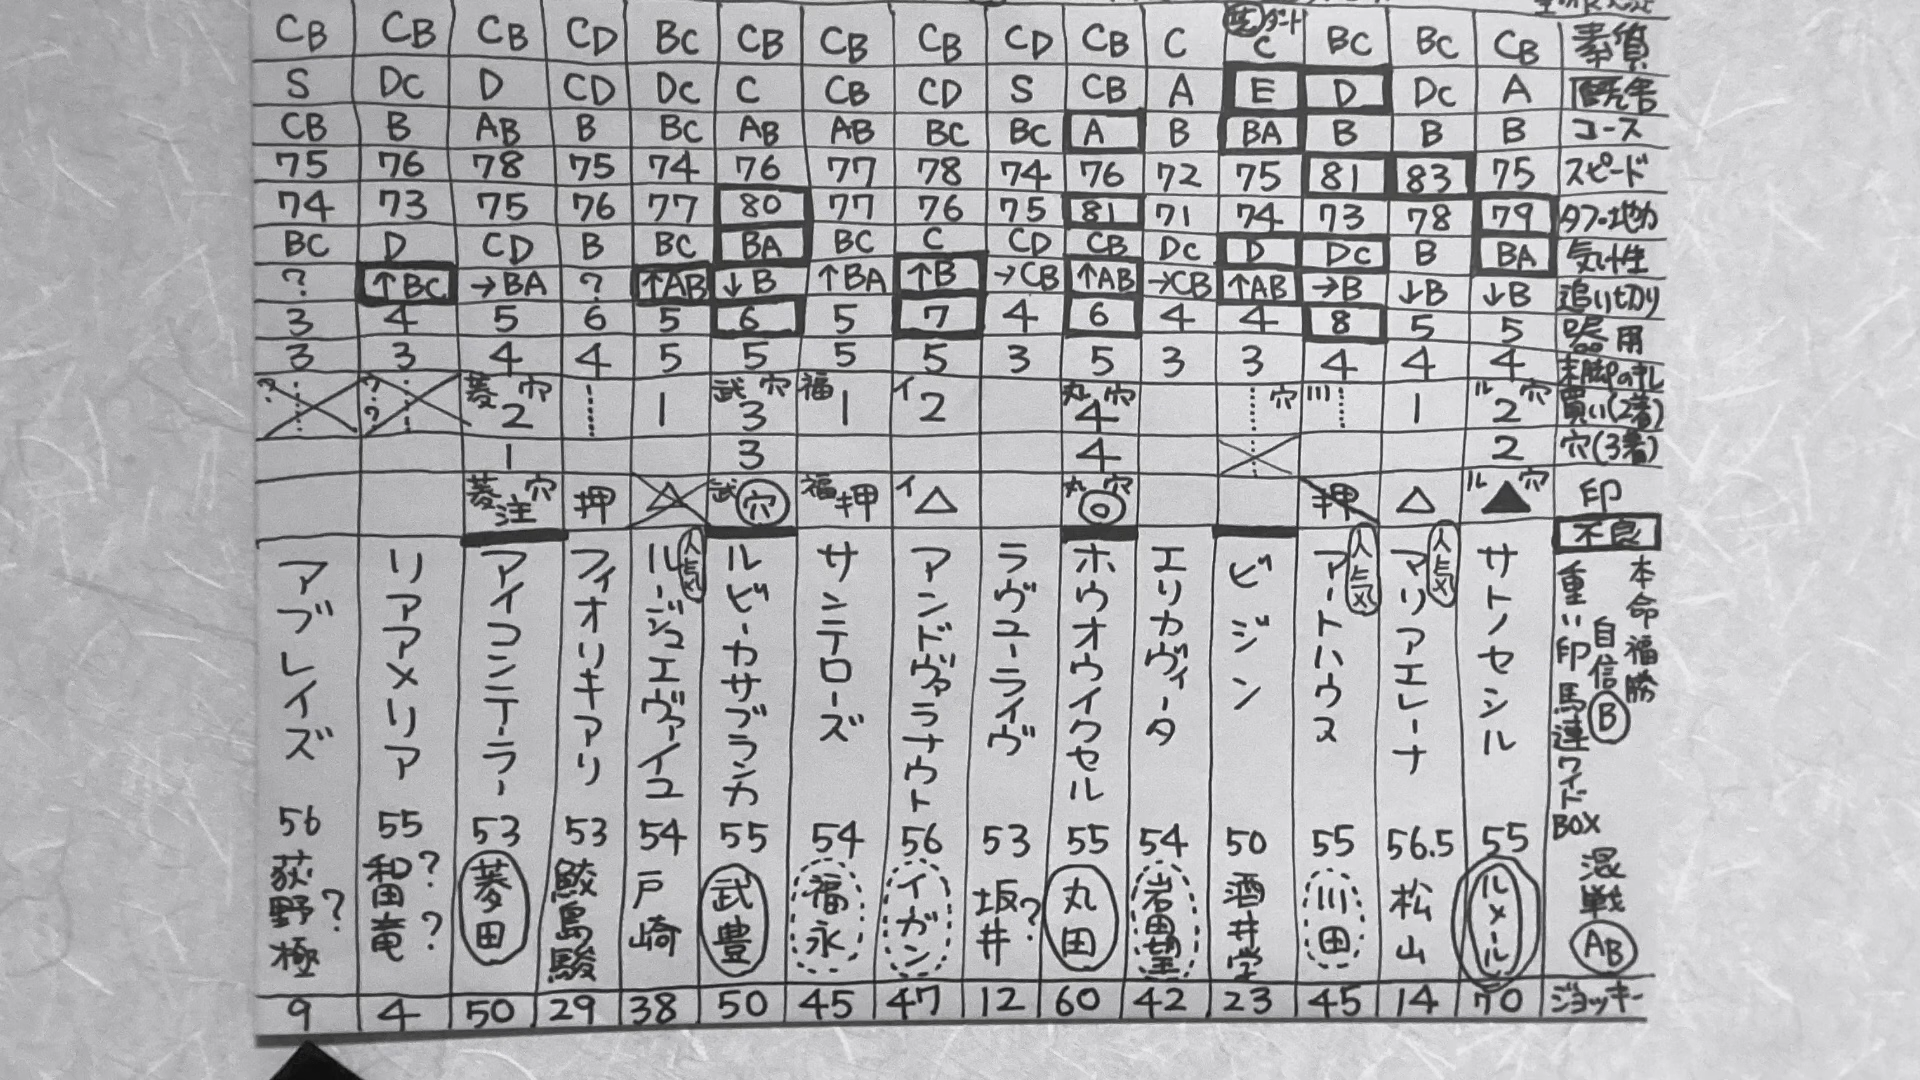 CB CB CB CD BC CB CB CB CD CB C 芝ダート C BC BC CB 素質
S DC D CD DC C CB CD S CB A E D DC A 厩舎
CB B AB B BC AB AB BC BC A B BA B B B コース
75 76 78 75 74 76 77 78 74 76 72 75 81 83 75 スピード
74 73 75 76 77 80 77 76 75 81 71 74 73 78 79 タフ・地力
BC D CD B BC BA BC C CD CB DC D DC B BA 気性
? ↑BC →BA ? ↑AB ↓B ↑BA ↑B →CB ↑AB →CB ↑AB →B ↓B ↓B 追い切り
3 4 5 6 5 6 5 7 4 6 4 4 8 5 5 器用
3 3 4 4 5 5 5 5 3 5 3 3 4 4 4 末脚のキレ
? ? ? 菱穴2 1 武穴3 福1 イ2 丸穴4 穴 川 1 ル穴2 買い(2着)
1 3 4 2 穴(3着)
菱穴注 押 △ 武穴 福押 イ△ 丸穴◎ 押 △ ル穴▲ 印
不良
アブレイズ
リアアメリア
アイコンテーラー
フィオリキアリ
ルージュエヴァイユ
人気
ルビーカサブランカ
サンテローズ
アンドヴァラナウト
ラヴユーライヴ
ホウオウイクセル
エリカヴィータ
ビジン
アートハウス
人気
マリアエレーナ
人気
サトノセシル
本命福勝
自信B
重い印馬連ワイドBOX
混戦AB
56 55 53 53 54 55 54 56 53 55 54 50 55 56.5 55
荻野極?
和田竜??
菱田
鮫島駿
戸崎
武豊
福永
イガン
坂井?
丸田
岩田望
酒井学
川田
松山
ルメール
9 4 50 29 38 50 45 47 12 60 42 23 45 14 70 ジョッキー